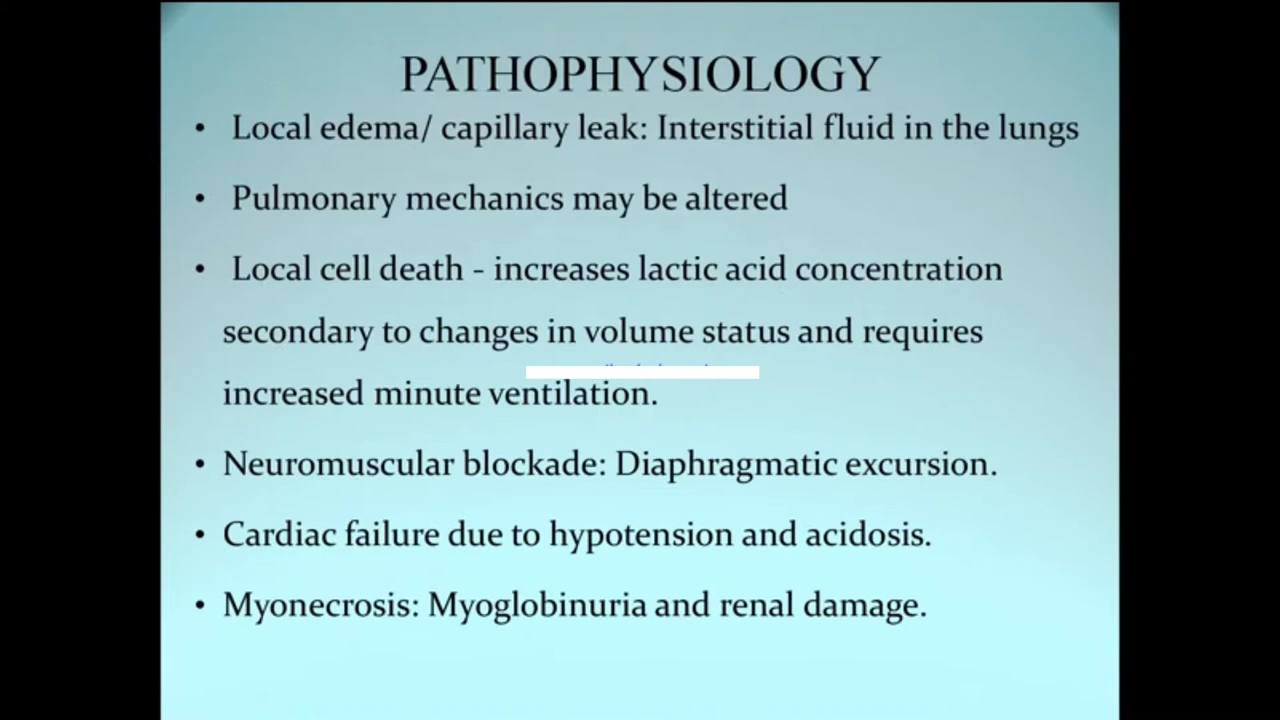 PATHOPHYSIOLOGY
• Local edema/ capillary leak: Interstitial fluid in the lungs
• Pulmonary mechanics may be altered
• Local cell death - increases lactic acid concentration
secondary to changes in volume status and requires
increased minute ventilation.
• Neuromuscular blockade: Diaphragmatic excursion.
• Cardiac failure due to hypotension and acidosis.
• Myonecrosis: Myoglobinuria and renal damage.